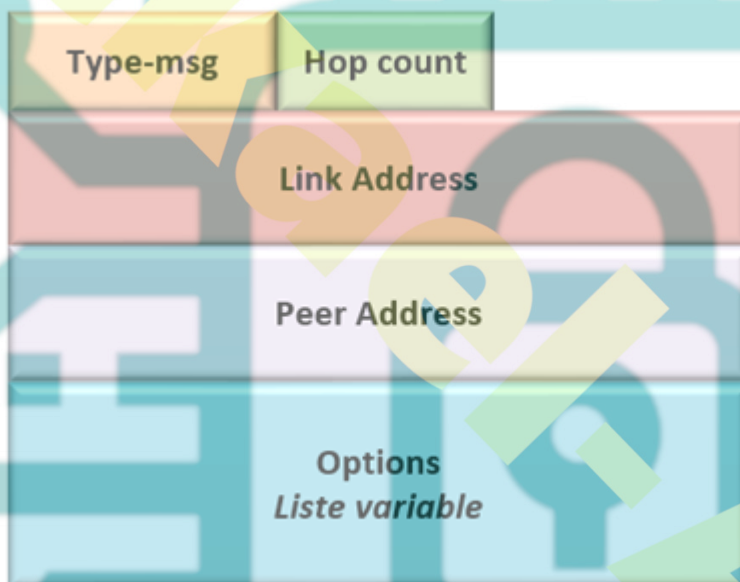 Type-msg Hop count
Link Address
Peer Address
Options
Liste variable